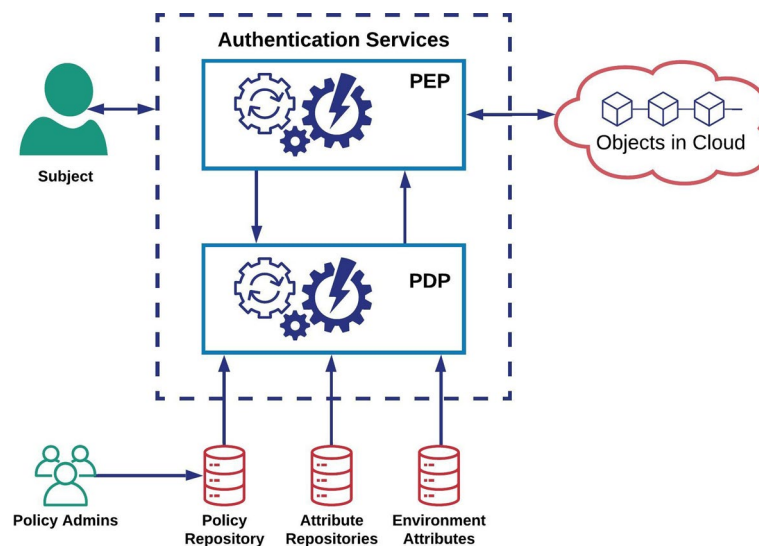 Authentication Services
PEP
Objects in Cloud
Subject
PDP
Policy Admins
Policy
Repository
Attribute
Repositories
Environment
Attributes